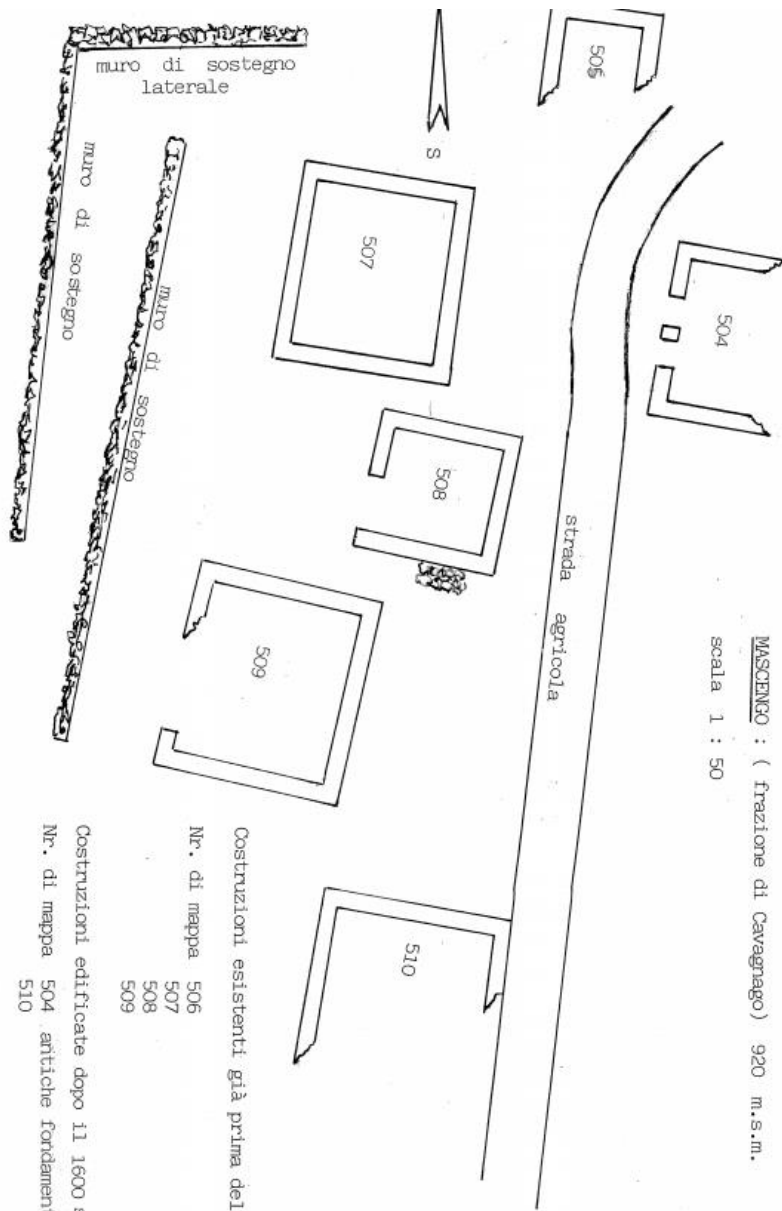 MASCENGO : ( frazione di Cavagnago) 920 m.s.m.
scala 1 : 50
504
506
strada agricola
S
507
508
509
510
muro di sostegno
laterale
muro di sostegno
muro di sostegno
Costruzioni esistenti già prima del
Nr. di mappa 506
507
508
509
Costruzioni edificate dopo il 1600
Nr. di mappa 504 antiche
510